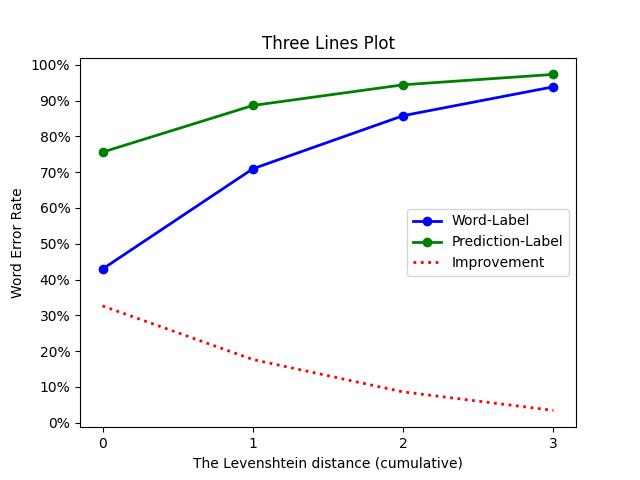 Three Lines Plot
100%
90%
80%
70%
60%
50%
40%
30%
20%
10%
0%
Word Error Rate
Word-Label
Prediction-Label
Improvement
0 1 2 3
The Levenshtein distance (cumulative)